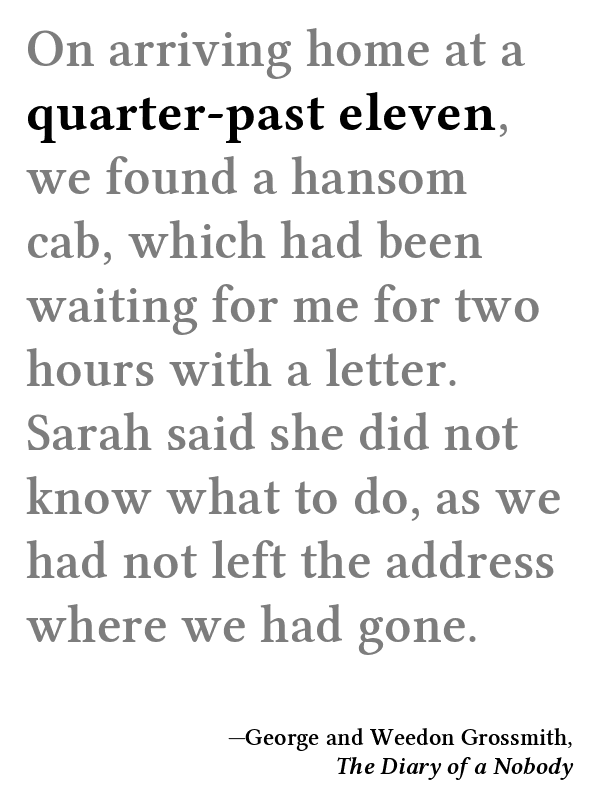 On arriving home at a
quarter-past eleven,
we found a hansom
cab, which had been
waiting for me for two
hours with a letter.
Sarah said she did not
know what to do, as we
had not left the address
where we had gone.
—George and Weedon Grossmith,
The Diary of a Nobody